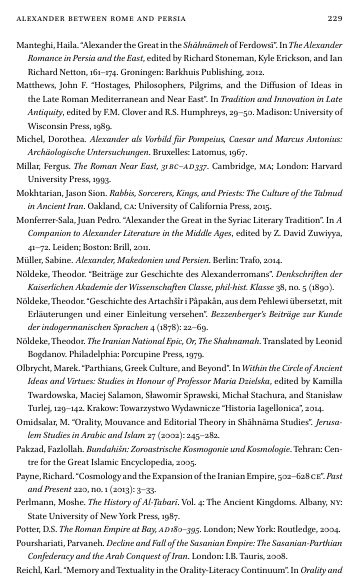 ALEXANDER BETWEEN ROME AND PERSIA 229
Manteghi, Haila. “Alexander the Great in the Shāhnāmeh of Ferdowsī”. In The Alexander
Romance in Persia and the East, edited by Richard Stoneman, Kyle Erickson, and Ian
Richard Netton, 161–174. Groningen: Barkhuis Publishing, 2012.
Matthews, John F. “Hostages, Philosophers, Pilgrims, and the Diffusion of Ideas in
the Late Roman Mediterranean and Near East”. In Tradition and Innovation in Late
Antiquity, edited by F.M. Clover and R.S. Humphreys, 29–50. Madison: University of
Wisconsin Press, 1989.
Michel, Dorothea. Alexander als Vorbild für Pompeius, Caesar und Marcus Antonius:
Archäologische Untersuchungen. Bruxelles: Latomus, 1967.
Millar, Fergus. The Roman Near East, 31BC–AD337. Cambridge, MA; London: Harvard
University Press, 1993.
Mokhtarian, Jason Sion. Rabbis, Sorcerers, Kings, and Priests: The Culture of the Talmud
in Ancient Iran. Oakland, CA: University of California Press, 2015.
Monferrer-Sala, Juan Pedro. “Alexander the Great in the Syriac Literary Tradition”. In A
Companion to Alexander Literature in the Middle Ages, edited by Z. David Zuwiyya,
41–72. Leiden; Boston: Brill, 2011.
Müller, Sabine. Alexander, Makedonien und Persien. Berlin: Trafo, 2014.
Nöldeke, Theodor. “Beiträge zur Geschichte des Alexanderromans”. Denkschriften der
Kaiserlichen Akademie der Wissenschaften Classe, phil-hist. Klasse 38, no. 5 (1890).
Nöldeke, Theodor. “Geschichte des Artachšīr i Pâpakân, aus dem Pehlewi übersetzt, mit
Erläuterungen und einer Einleitung versehen”. Bezzenberger’s Beiträge zur Kunde
der indogermanischen Sprachen 4 (1878): 22–69.
Nöldeke, Theodor. The Iranian National Epic, Or, The Shahnamah. Translated by Leonid
Bogdanov. Philadelphia: Porcupine Press, 1979.
Olbrycht, Marek. “Parthians, Greek Culture, and Beyond”. In Within the Circle of Ancient
Ideas and Virtues: Studies in Honour of Professor Maria Dzielska, edited by Kamilla
Twardowska, Maciej Salamon, Sławomir Sprawski, Michał Stachura, and Stanisław
Turlej, 129–142. Krakow: Towarzystwo Wydawnicze “Historia Iagellonica”, 2014.
Omidsalar, M. “Orality, Mouvance and Editorial Theory in Shāhnāma Studies”. Jerusa-
lem Studies in Arabic and Islam 27 (2002): 245–282.
Pakzad, Fazlollah. Bundahišn: Zoroastrische Kosmogonie und Kosmologie. Tehran: Cen-
tre for the Great Islamic Encyclopedia, 2005.
Payne, Richard. “Cosmology and the Expansion of the Iranian Empire, 502–628CE”. Past
and Present 220, no. 1 (2013): 3–33.
Perlmann, Moshe. The History of Al-Tabari. Vol. 4: The Ancient Kingdoms. Albany, NY:
State University of New York Press, 1987.
Potter, D.S. The Roman Empire at Bay, AD180–395. London; New York: Routledge, 2004.
Pourshariati, Parvaneh. Decline and Fall of the Sasanian Empire: The Sasanian-Parthian
Confederacy and the Arab Conquest of Iran. London: I.B. Tauris, 2008.
Reichl, Karl. “Memory and Textuality in the Orality-Literacy Continuum”. In Orality and